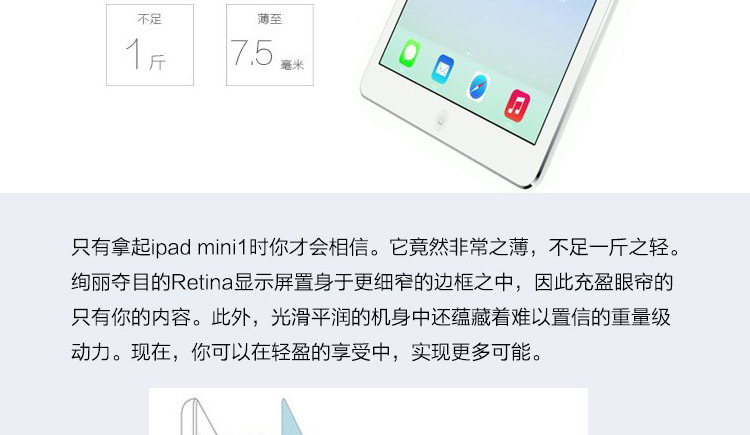 不足
1斤
薄至
7.5毫米
只有拿起ipad mini1时你才会相信。它竟然非常之薄，不足一斤之轻。
绚丽夺目的Retina显示屏置身于更细窄的边框之中，因此充盈眼帘的
只有你的内容。此外，光滑平润的机身中还蕴藏着难以置信的重量级
动力。现在，你可以在轻盈的享受中，实现更多可能。